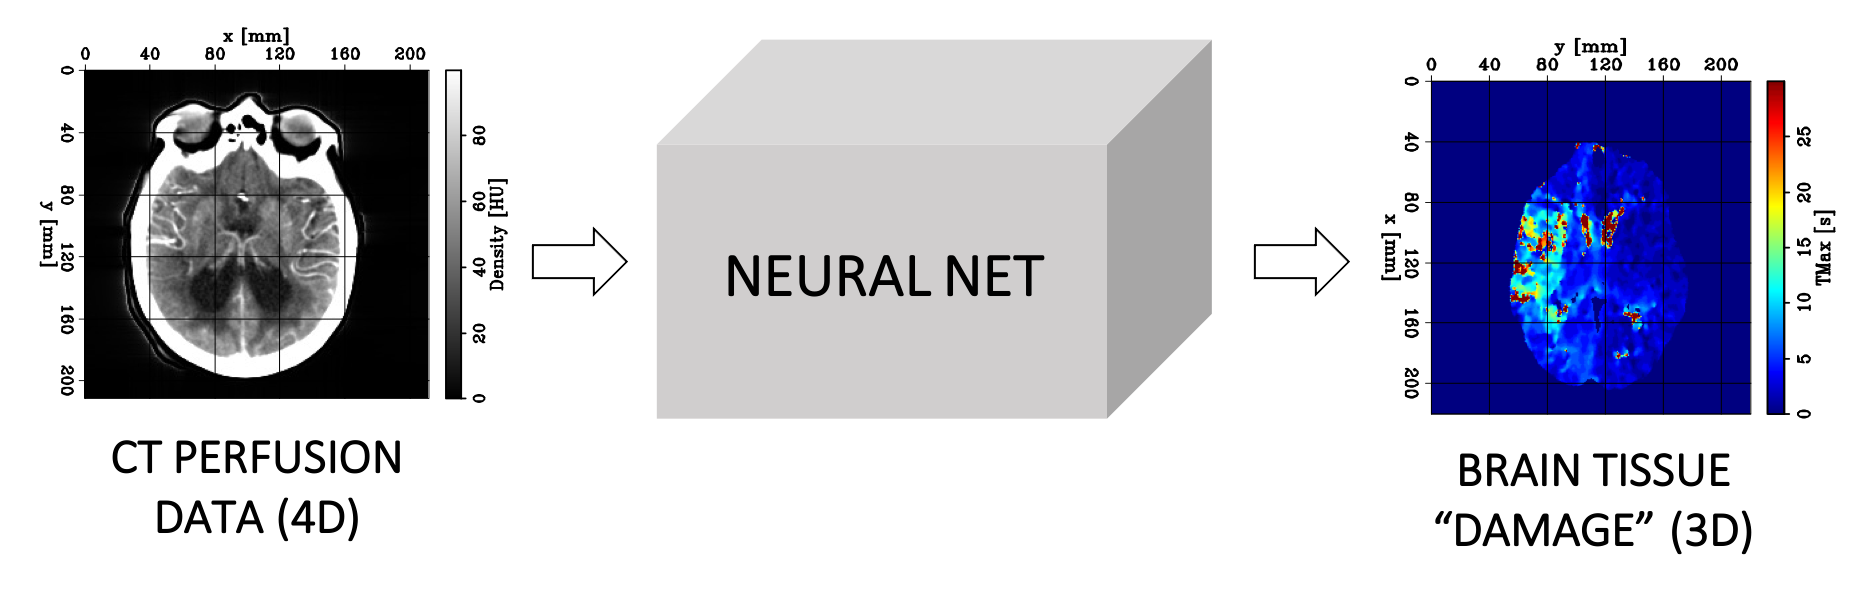 x [mm]
0 40 80 120 160 200
0
40
80
120
160
200
y [mm]
0
20
40
60
80
Density [HU]
CT PERFUSION
DATA (4D)
NEURAL NET
y [mm]
0 40 80 120 160 200
0
40
80
120
160
200
x [mm]
0
5
10
15
20
25
TMax [s]
BRAIN TISSUE
“DAMAGE” (3D)